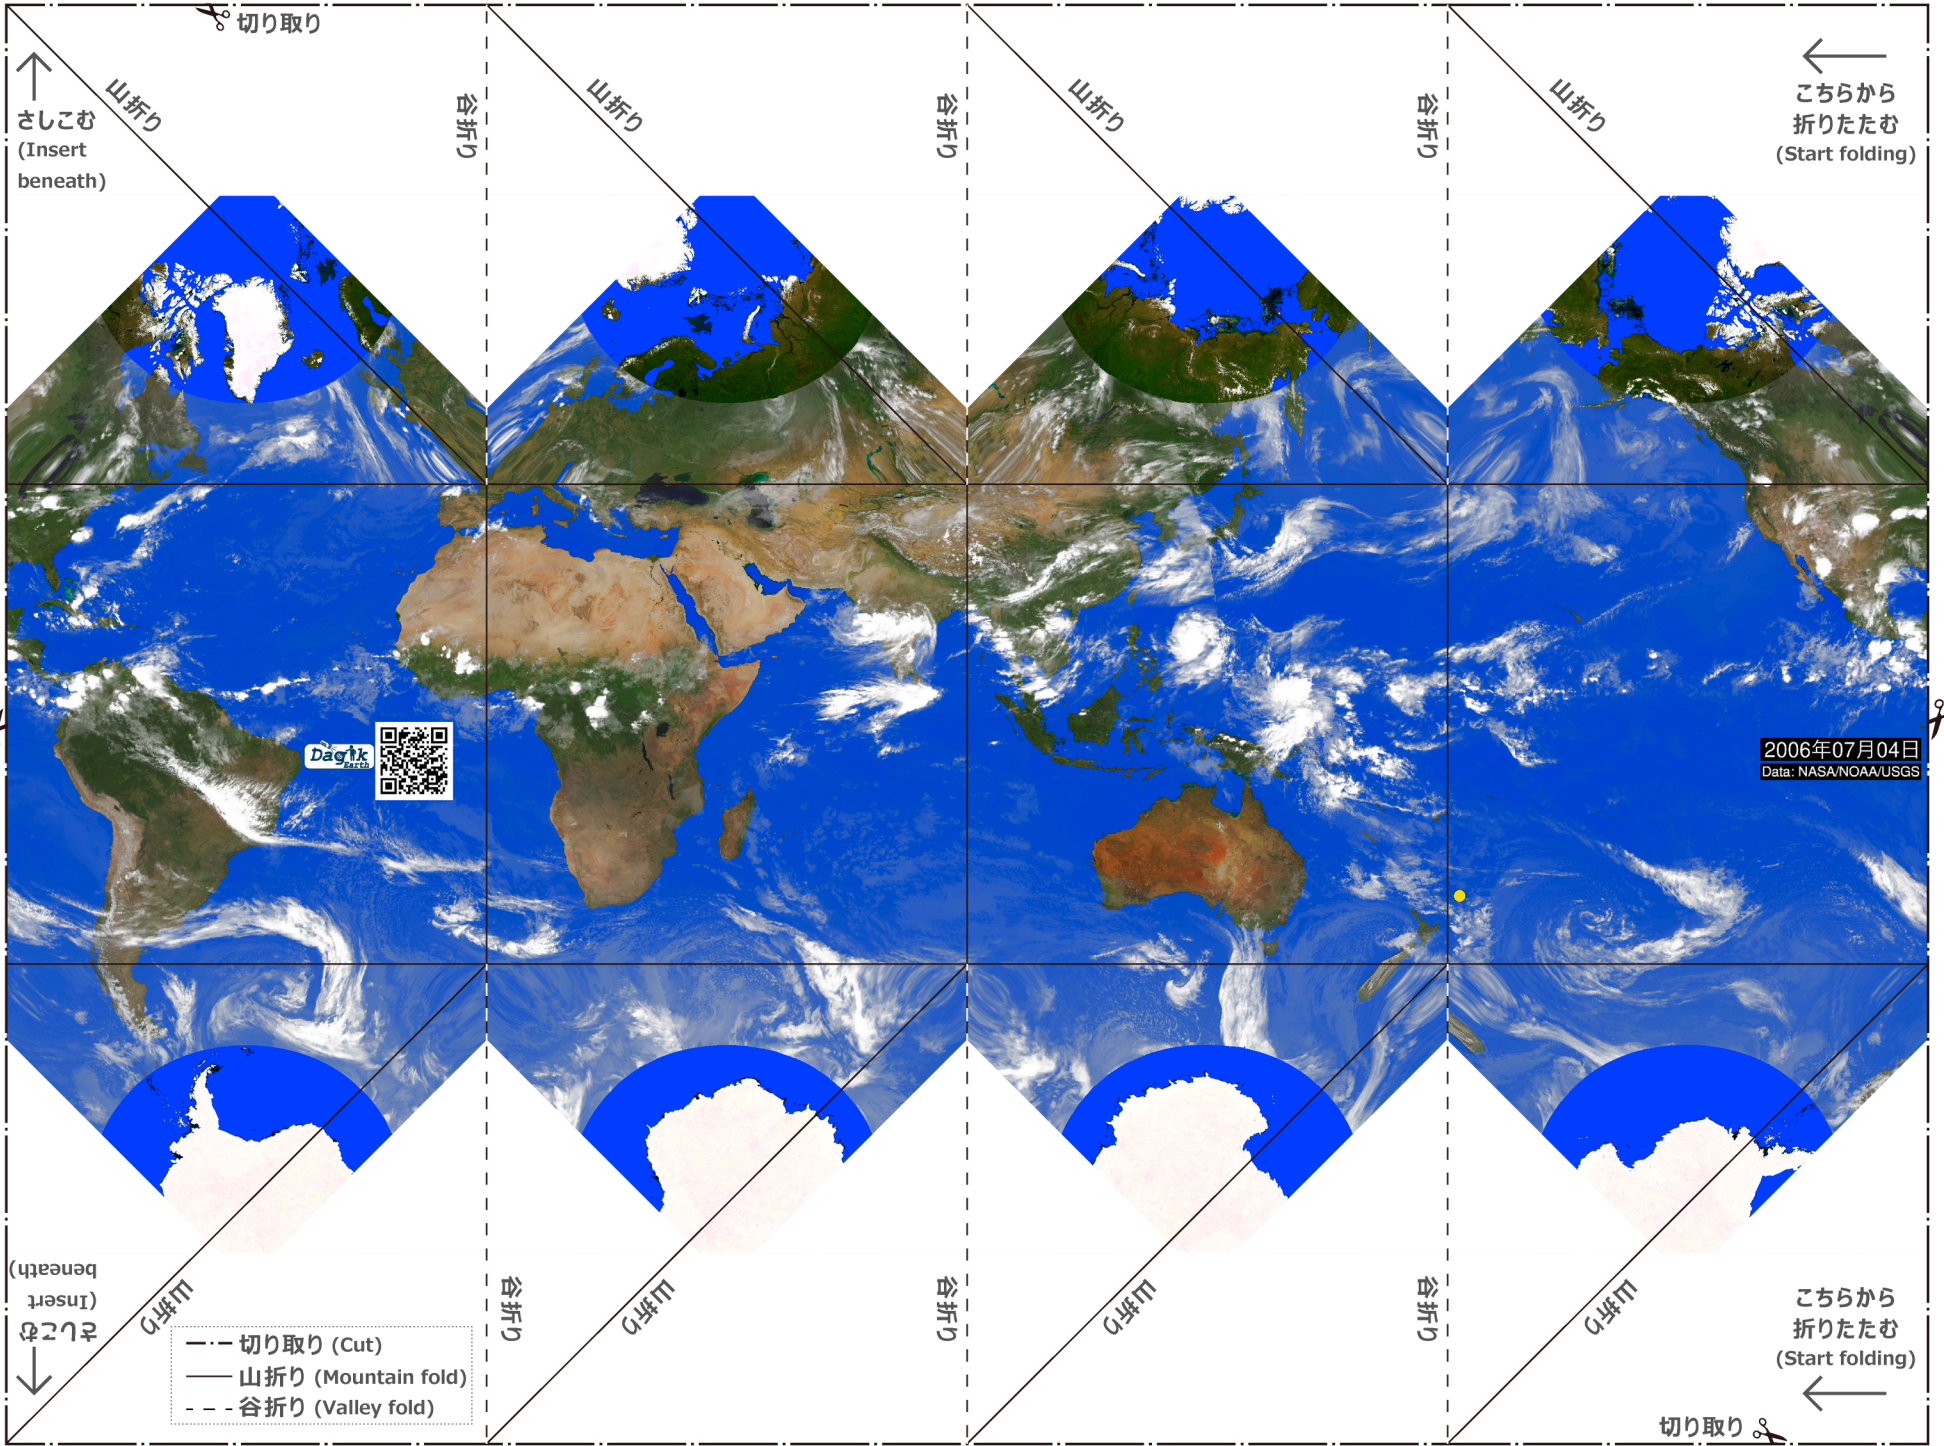 切り取り
山折り
谷折り
山折り
谷折り
山折り
谷折り
山折り
さしこむ
(Insert
beneath)
こちらから
折りたたむ
(Start folding)
Dagik
Earth
2006年07月04日
Data: NASA/NOAA/USGS
さしこむ
(Insert
beneath)
山折り
谷折り
山折り
谷折り
山折り
谷折り
山折り
こちらから
折りたたむ
(Start folding)
切り取り (Cut)
山折り (Mountain fold)
谷折り (Valley fold)
切り取り